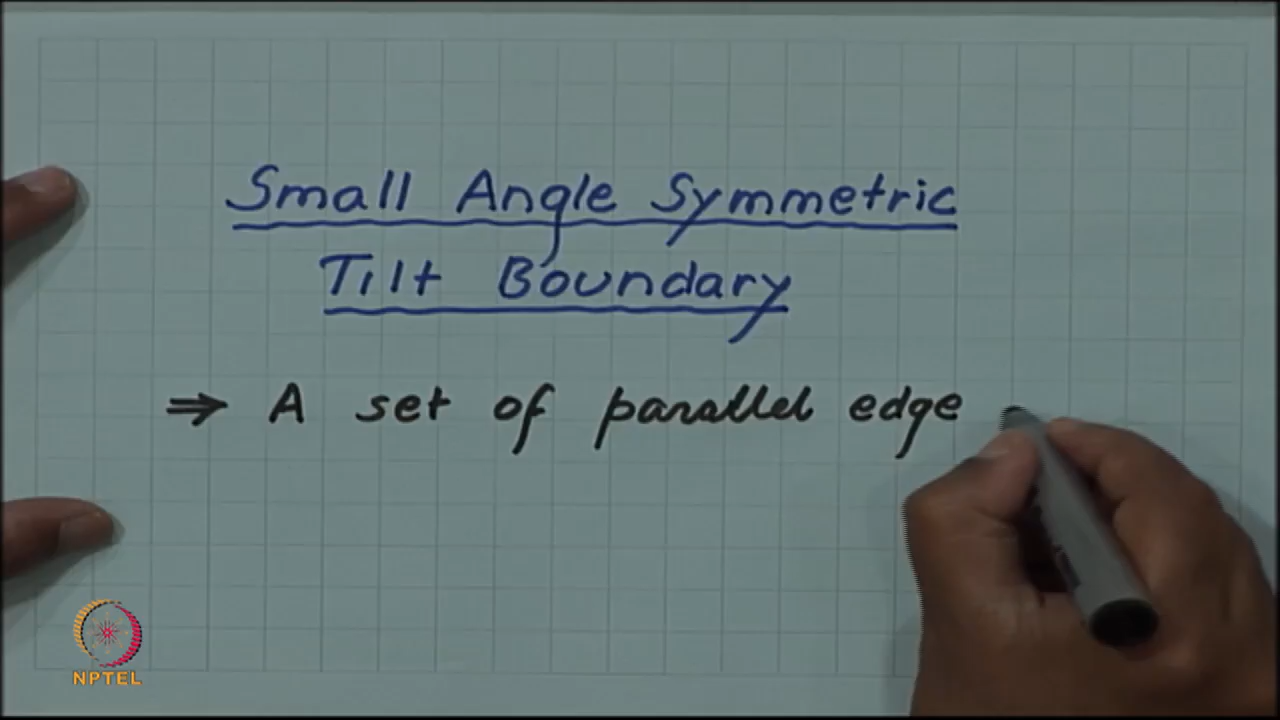 Small Angle Symmetric
Tilt Boundary
⇒ A set of parallel edge
NPTEL